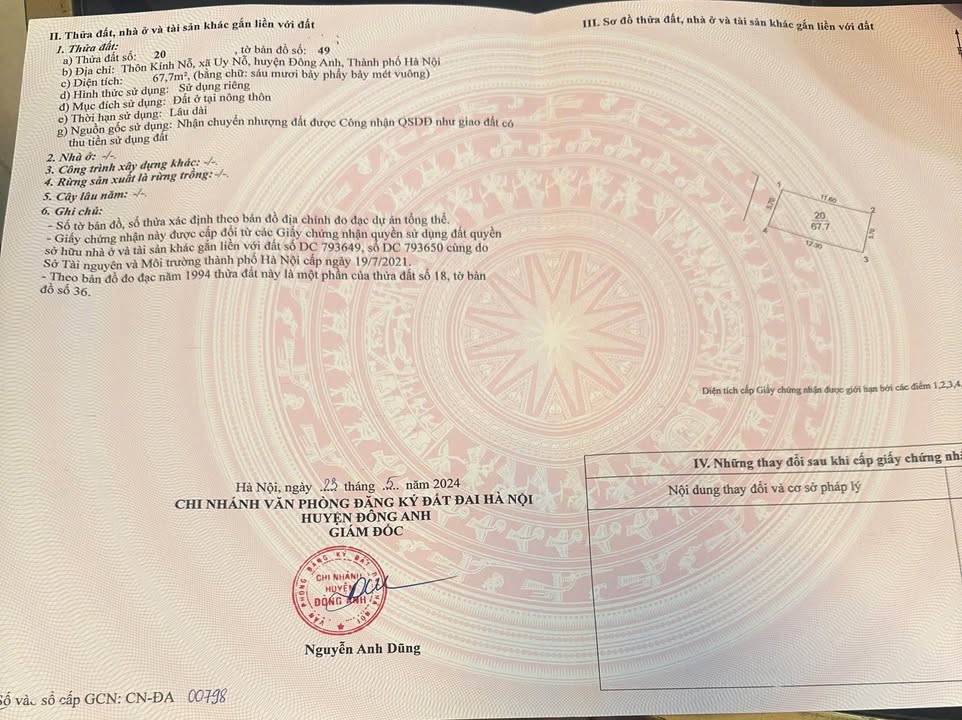 II. Thửa đất, nhà ở và tài sản khác gắn liền với đất
1. Thửa đất:
a) Thửa đất số: 20 , tờ bản đồ số: 49
b) Địa chỉ: Thôn Kính Nỗ, xã Uy Nỗ, huyện Đông Anh, Thành phố Hà Nội
c) Diện tích: 67,7m², (bằng chữ: sáu mươi bảy phẩy bảy mét vuông)
d) Hình thức sử dụng: Sử dụng riêng
đ) Mục đích sử dụng: Đất ở tại nông thôn
e) Thời hạn sử dụng: Lâu dài
g) Nguồn gốc sử dụng: Nhận chuyển nhượng đất được Công nhận QSDĐ như giao đất có
thu tiền sử dụng đất
2. Nhà ở: -/-.
3. Công trình xây dựng khác: -/-.
4. Rừng sản xuất là rừng trồng: -/-.
5. Cây lâu năm: -/-.
6. Ghi chú:
- Số tờ bản đồ, số thửa xác định theo bản đồ địa chính đo đạc dự án tổng thể.
- Giấy chứng nhận này được cấp đổi từ các Giấy chứng nhận quyền sử dụng đất quyền
sở hữu nhà ở và tài sản khác gắn liền với đất số DC 793649, số DC 793650 cùng do
Sở Tài nguyên và Môi trường thành phố Hà Nội cấp ngày 19/7/2021.
- Theo bản đồ đo đạc năm 1994 thửa đất này là một phần của thửa đất số 18, tờ bản
đồ số 36.
Hà Nội, ngày 23 tháng 5 năm 2024
CHI NHÁNH VĂN PHÒNG ĐĂNG KÝ ĐẤT ĐAI HÀ NỘI
HUYỆN ĐÔNG ANH
GIÁM ĐỐC
CHI NHÁNH
HUYỆN
ĐÔNG ANH
Nguyễn Anh Dũng
Số vào sổ cấp GCN: CN-ĐA 00798
III. Sơ đồ thửa đất, nhà ở và tài sản khác gắn liền với đất
1
11.60
2
5.70
20
67.7
5.70
4
12.30
3
Diện tích cấp Giấy chứng nhận được giới hạn bởi các điểm 1,2,3,4,
IV. Những thay đổi sau khi cấp giấy chứng nhậ
Nội dung thay đổi và cơ sở pháp lý